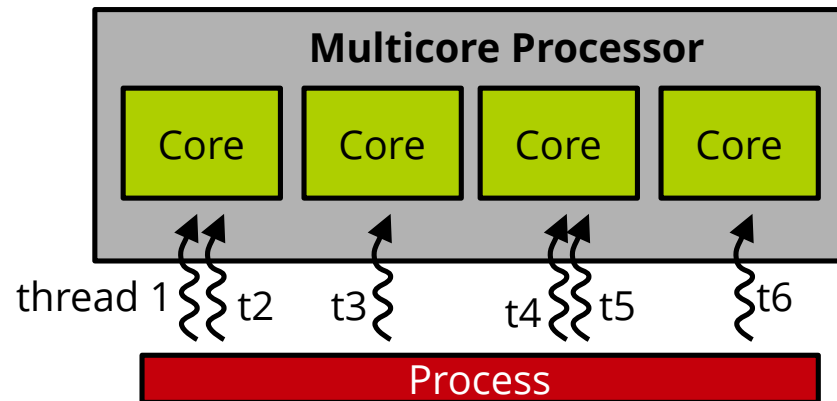 Multicore Processor
Core Core Core Core
thread 1 t2 t3 t4 t5 t6
Process